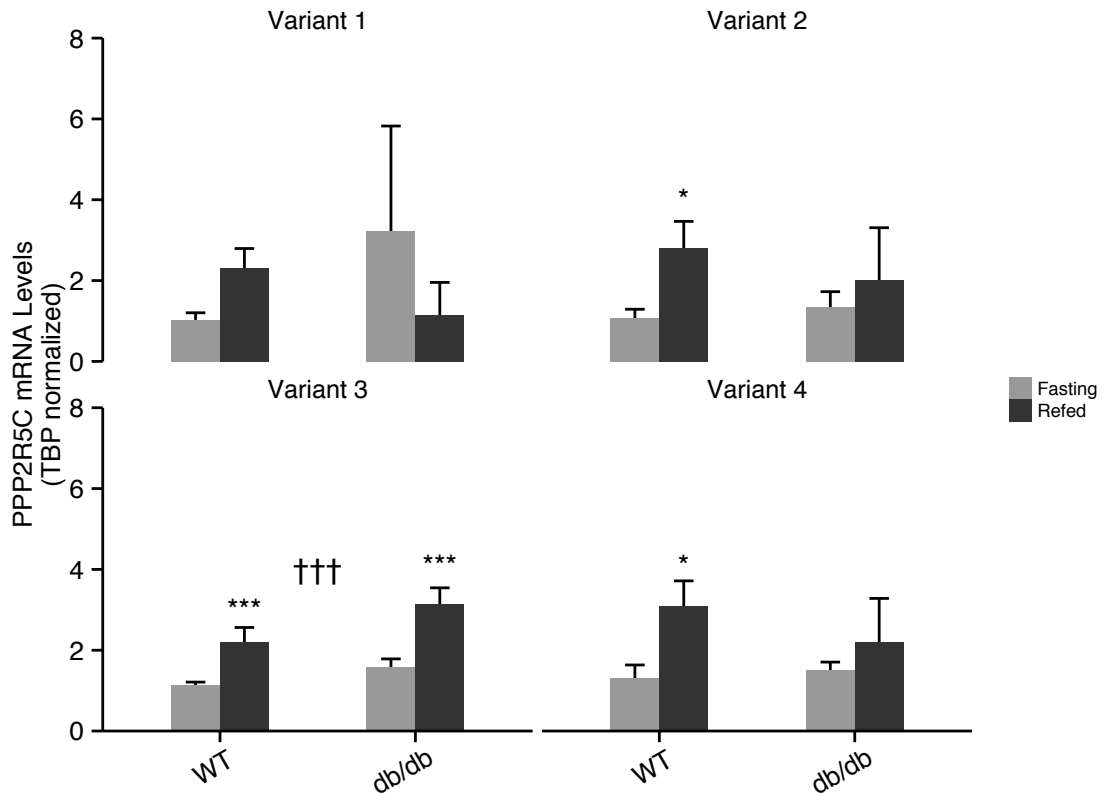 Variant 1
Variant 2
8
6
4
2
0
*
Variant 3
Variant 4
8
6
4
2
0
***
†††
***
*
WT
db/db
WT
db/db
PPP2R5C mRNA Levels
(TBP normalized)
Fasting
Refed